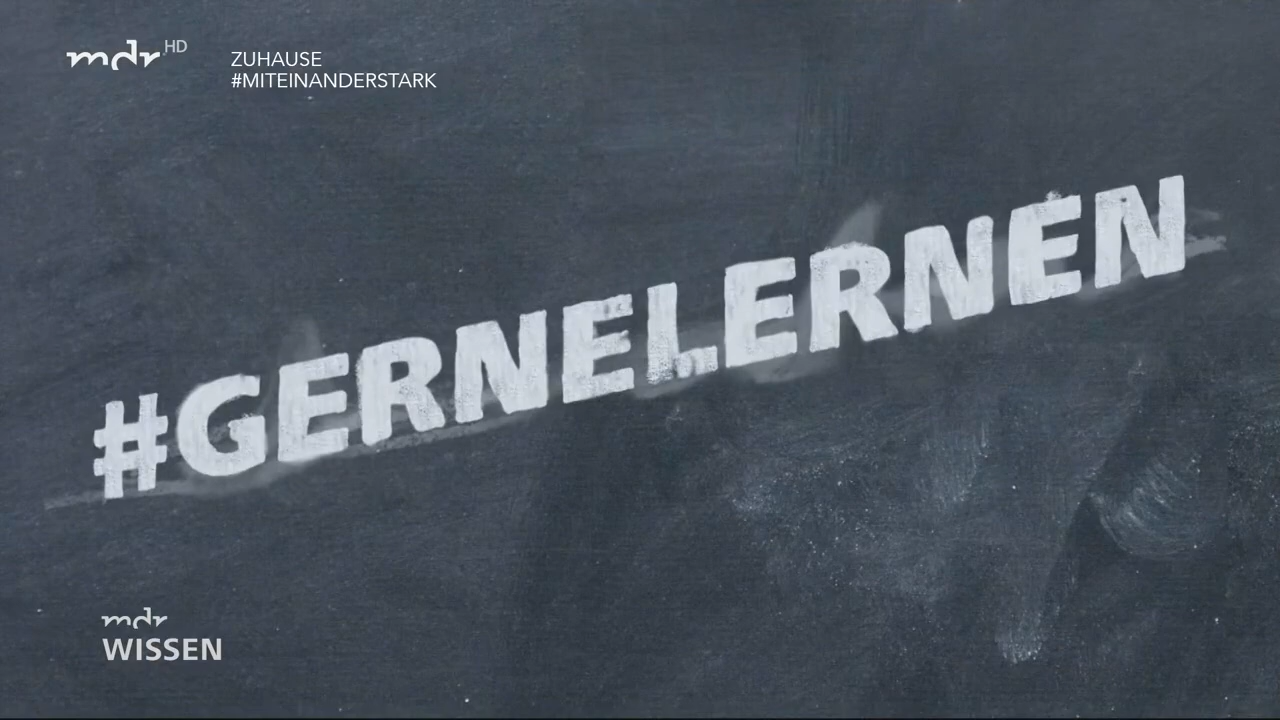 mdr HD
ZUHAUSE
#MITEINANDERSTARK
#GERNELERNEN
mdr
WISSEN